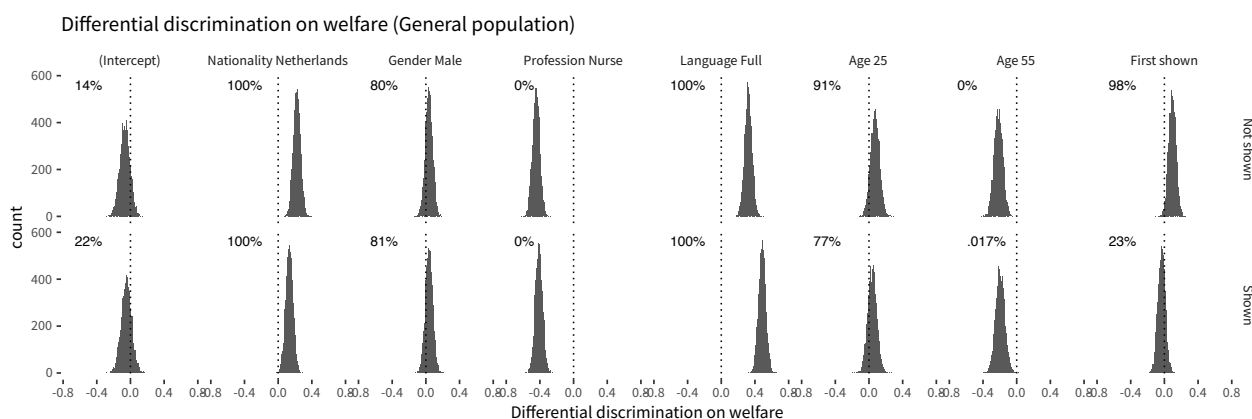 Differential discrimination on welfare (General population)
(Intercept) Nationality Netherlands Gender Male Profession Nurse Language Full Age 25 Age 55 First shown
600
14% 100% 80% 0% 100% 91% 0% 98%
400
200
0
Not shown
count
600
22% 100% 81% 0% 100% 77% .017% 23%
400
200
0
Shown
-0.8 -0.4 0.0 0.4 0.8 -0.8 -0.4 0.0 0.4 0.8 -0.8 -0.4 0.0 0.4 0.8 -0.8 -0.4 0.0 0.4 0.8 -0.8 -0.4 0.0 0.4 0.8 -0.8 -0.4 0.0 0.4 0.8 -0.8 -0.4 0.0 0.4 0.8 -0.8 -0.4 0.0 0.4 0.8
Differential discrimination on welfare